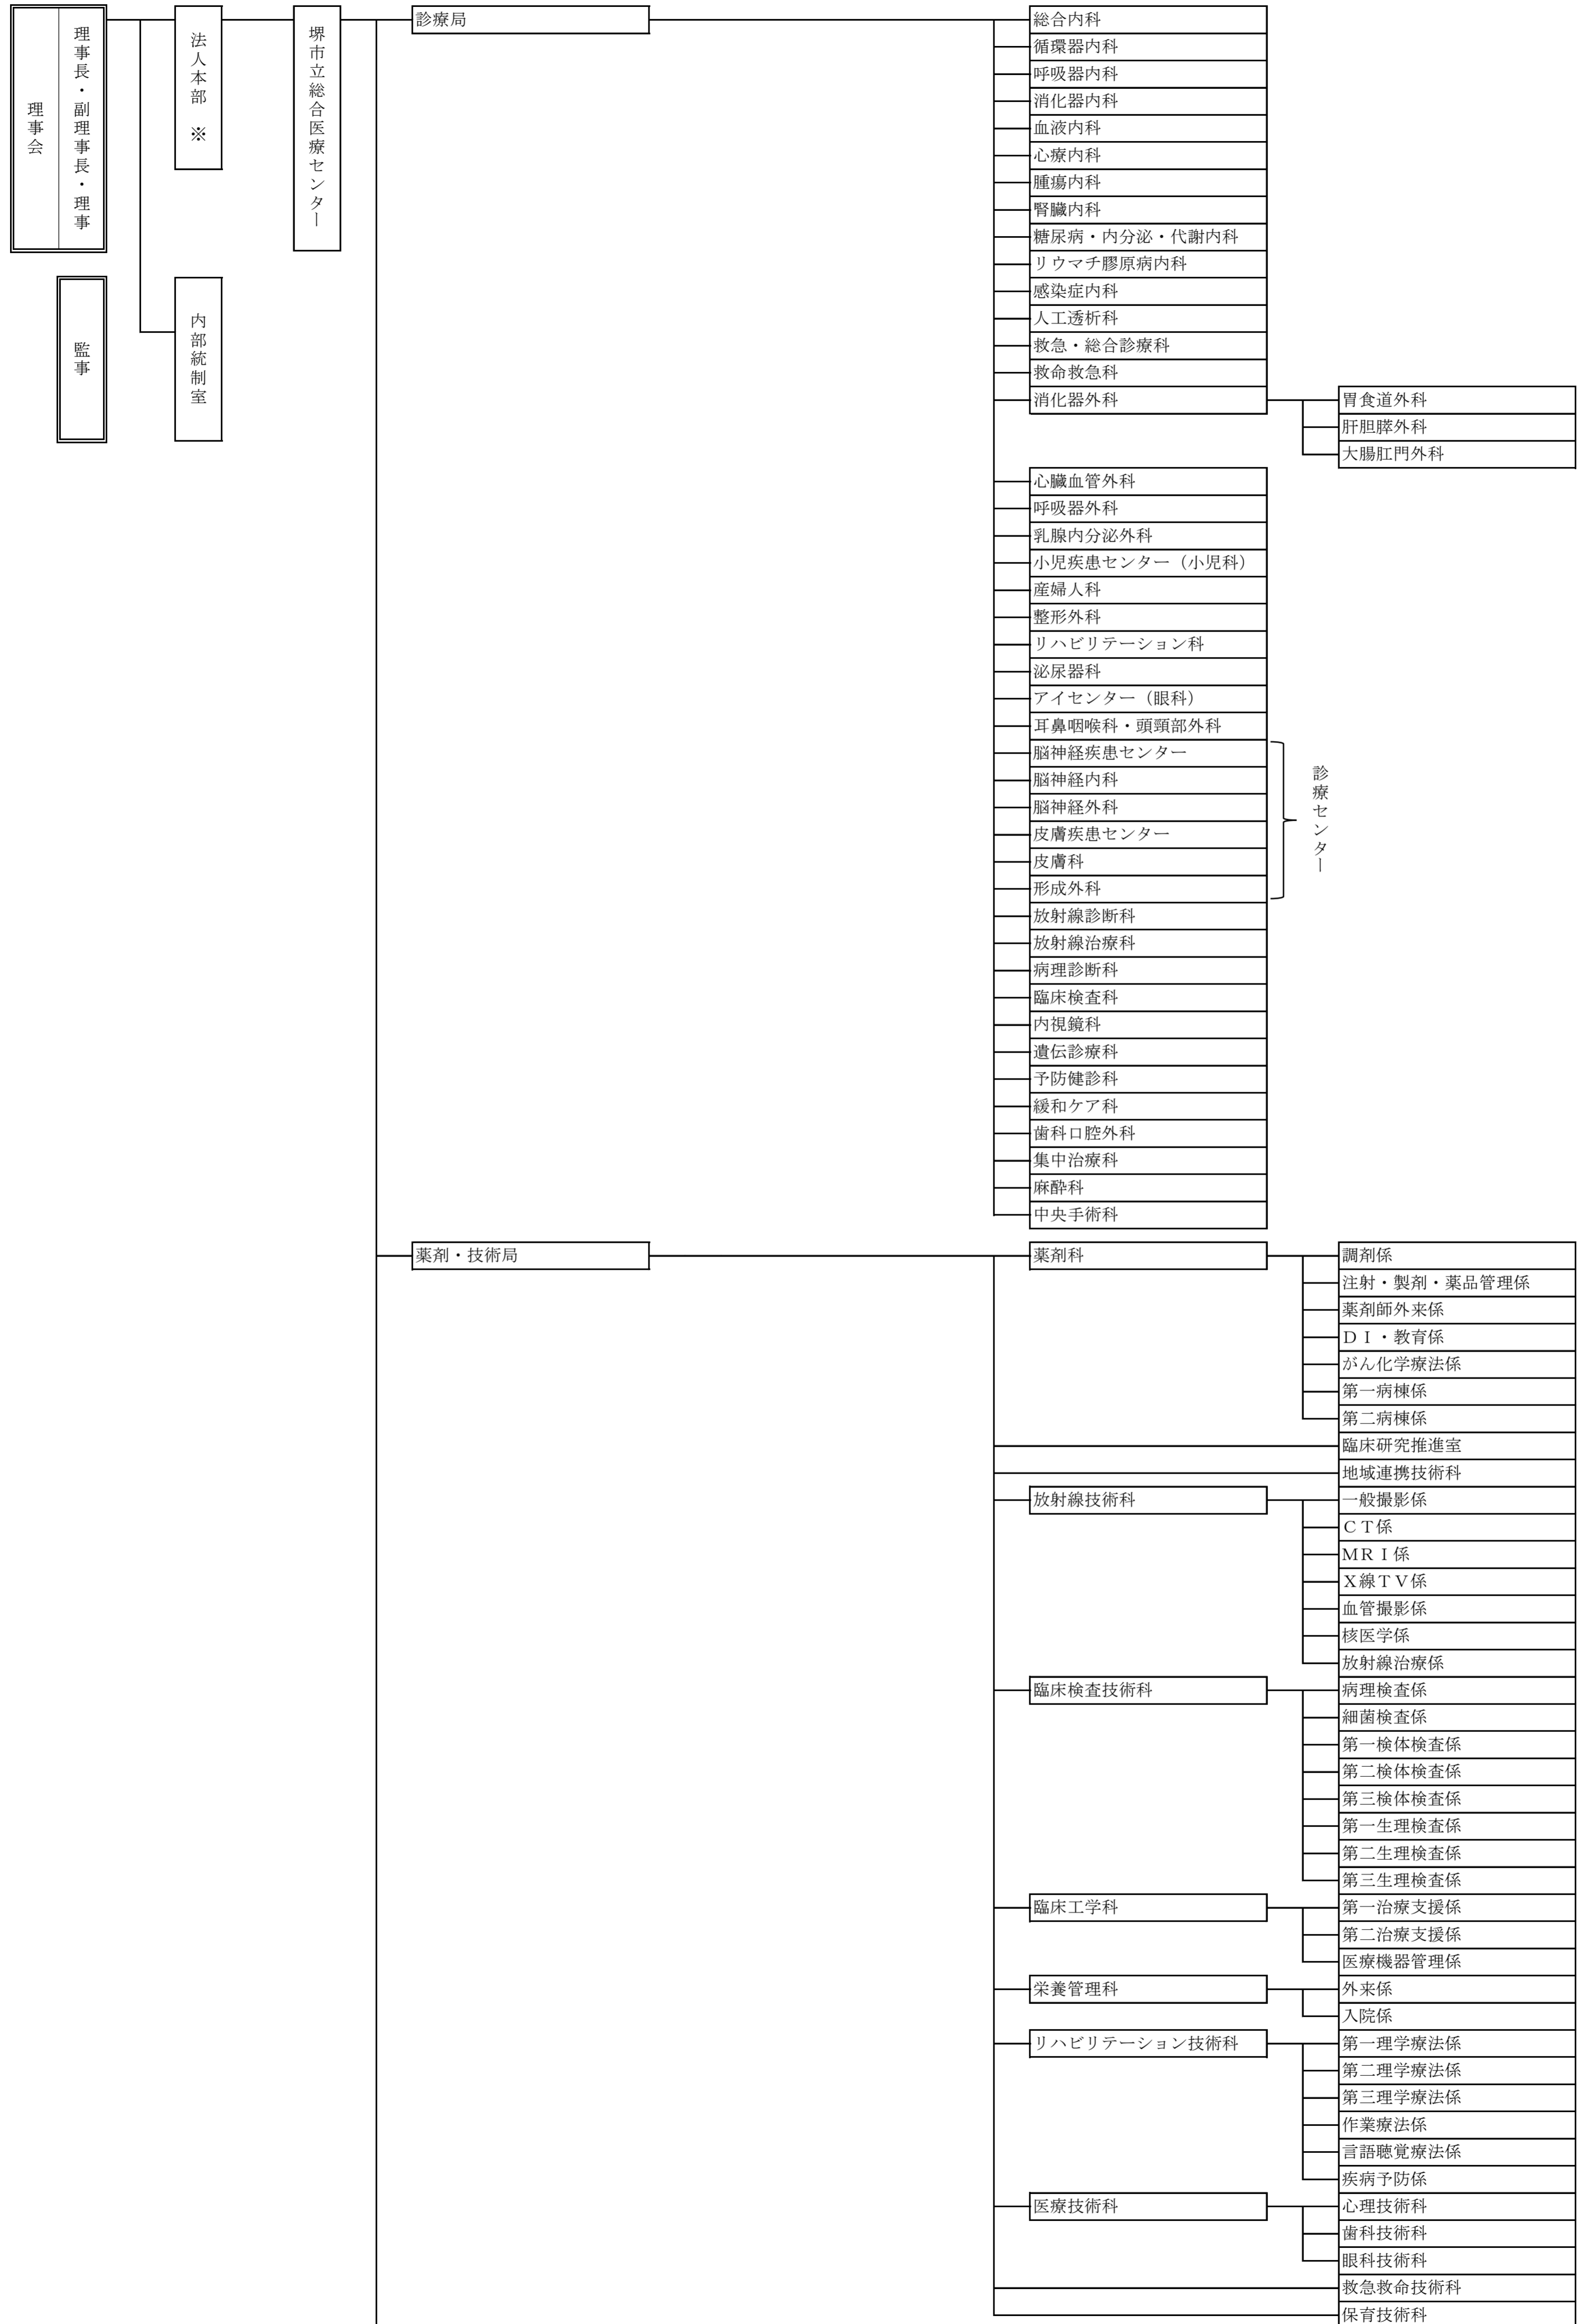 理事会
理事長・副理事長・理事
監事
法人本部　※
内部統制室
堺市立総合医療センター
診療局
総合内科
循環器内科
呼吸器内科
消化器内科
血液内科
心療内科
腫瘍内科
腎臓内科
糖尿病・内分泌・代謝内科
リウマチ膠原病内科
感染症内科
人工透析科
救急・総合診療科
救命救急科
消化器外科
胃食道外科
肝胆膵外科
大腸肛門外科
心臓血管外科
呼吸器外科
乳腺内分泌外科
小児疾患センター（小児科）
産婦人科
整形外科
リハビリテーション科
泌尿器科
アイセンター（眼科）
耳鼻咽喉科・頭頸部外科
脳神経疾患センター
脳神経内科
脳神経外科
皮膚疾患センター
皮膚科
形成外科
診療センター
放射線診断科
放射線治療科
病理診断科
臨床検査科
内視鏡科
遺伝診療科
予防健診科
緩和ケア科
歯科口腔外科
集中治療科
麻酔科
中央手術科
薬剤・技術局
薬剤科
調剤係
注射・製剤・薬品管理係
薬剤師外来係
ＤＩ・教育係
がん化学療法係
第一病棟係
第二病棟係
臨床研究推進室
地域連携技術科
放射線技術科
一般撮影係
ＣＴ係
ＭＲＩ係
Ｘ線ＴＶ係
血管撮影係
核医学係
放射線治療係
臨床検査技術科
病理検査係
細菌検査係
第一検体検査係
第二検体検査係
第三検体検査係
第一生理検査係
第二生理検査係
第三生理検査係
臨床工学科
第一治療支援係
第二治療支援係
医療機器管理係
栄養管理科
外来係
入院係
リハビリテーション技術科
第一理学療法係
第二理学療法係
第三理学療法係
作業療法係
言語聴覚療法係
疾病予防係
医療技術科
心理技術科
歯科技術科
眼科技術科
救急救命技術科
保育技術科